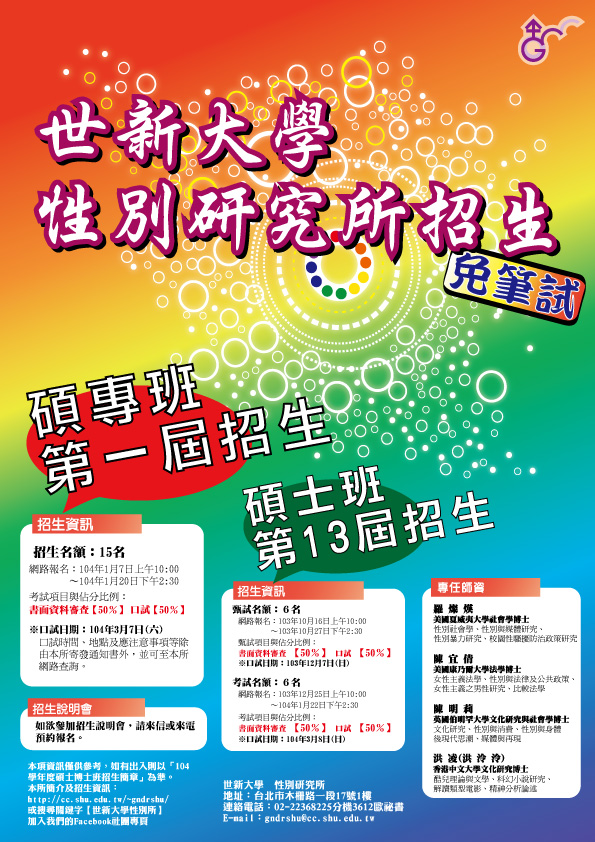 世新大學
性別研究所招生
免筆試
碩專班
第一屆招生
碩士班
第13屆招生
招生資訊
招生名額：15名
網路報名：104年1月7日上午10:00
～104年1月20日下午2:30
考試項目與佔分比例：
書面資料審查【50%】 口試【50%】
※口試日期：104年3月7日(六)
口試時間、地點及應注意事項等除
由本所寄發通知書外，並可至本所
網路查詢。
招生說明會
如欲參加招生說明會，請來信或來電
預約報名。
本項資訊僅供參考，如有出入則以「104
學年度碩士博士班招生簡章」為準。
本所簡介及招生資訊：
http://cc.shu.edu.tw/~gndrshu/
或搜尋關鍵字【世新大學性別所】
加入我們的Facebook社團專頁
招生資訊
甄試名額：6名
網路報名：103年10月16日上午10:00
～103年10月27日下午2:30
甄試項目與佔分比例：
書面資料審查 【50%】 口試 【50%】
※口試日期：103年12月7日(日)
考試名額：6名
網路報名：103年12月25日上午10:00
～104年1月22日下午2:30
考試項目與佔分比例：
書面資料審查 【50%】 口試 【50%】
※口試日期：104年3月8日(日)
世新大學 性別研究所
地址：台北市木柵路一段17號1樓
連絡電話：02-22368225分機3612歐祕書
E-mail：gndrshu@cc.shu.edu.tw
專任師資
羅燦煐
美國夏威夷大學社會學博士
性別社會學、性別與媒體研究、
性別暴力研究、校園性騷擾防治政策研究
陳宜倩
美國康乃爾大學法學博士
女性主義法學、性別與法律及公共政策、
女性主義之男性研究、比較法學
陳明莉
英國伯明罕大學文化研究與社會學博士
文化研究、性別與消費、性別與身體
後現代思潮、媒體與再現
洪凌(洪泠泠)
香港中文大學文化研究博士
酷兒理論與文學、科幻小說研究、
解讀類型電影、精神分析論述